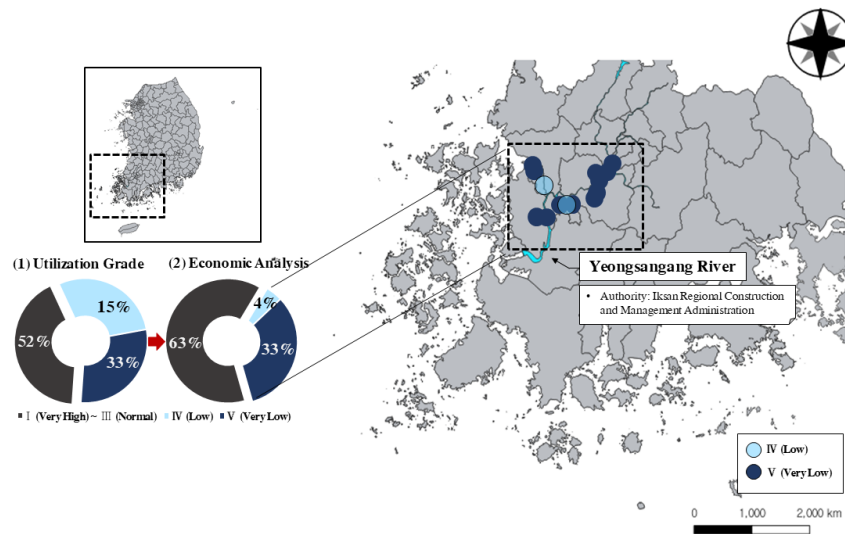 (1) Utilization Grade
(2) Economic Analysis
15%
52%
33%
4%
63%
33%
Ⅰ (Very High) ~ Ⅲ (Normal) Ⅳ (Low) Ⅴ (Very Low)
Yeongsangang River
• Authority: Iksan Regional Construction
and Management Administration
Ⅳ (Low)
Ⅴ (Very Low)
0 1,000 2,000 km